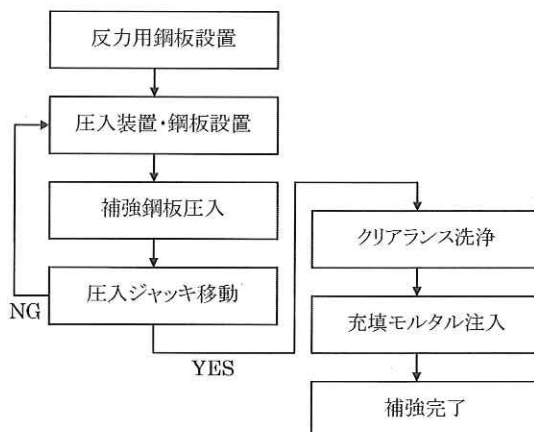 反力用鋼板設置
圧入装置・鋼板設置
補強鋼板圧入
圧入ジャッキ移動
NG
YES
クリアランス洗浄
充填モルタル注入
補強完了